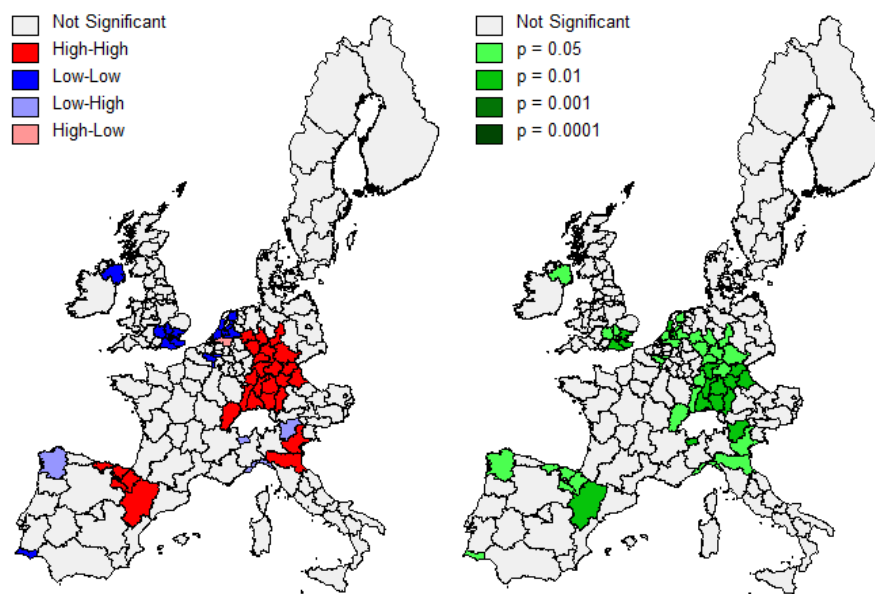 Not Significant
High-High
Low-Low
Low-High
High-Low
Not Significant
p = 0.05
p = 0.01
p = 0.001
p = 0.0001